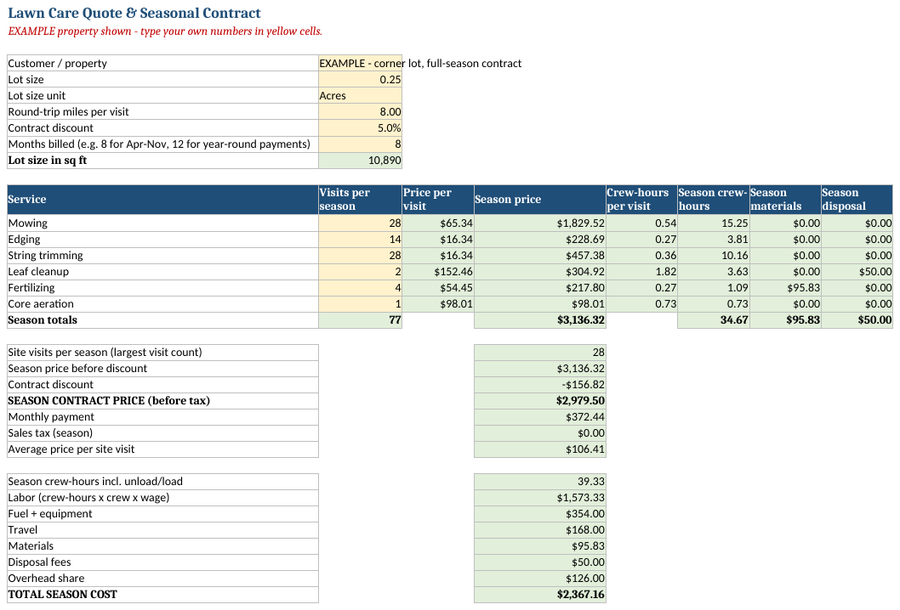 Lawn Care Quote & Seasonal Contract
EXAMPLE property shown - type your own numbers in yellow cells.
Customer / property EXAMPLE - corner lot, full-season contract
Lot size 0.25
Lot size unit Acres
Round-trip miles per visit 8.00
Contract discount 5.0%
Months billed (e.g. 8 for Apr-Nov, 12 for year-round payments) 8
Lot size in sq ft 10,890
Service Visits per season Price per visit Season price Crew-hours per visit Season crew-hours Season materials Season disposal
Mowing 28 $65.34 $1,829.52 0.54 15.25 $0.00 $0.00
Edging 14 $16.34 $228.69 0.27 3.81 $0.00 $0.00
String trimming 28 $16.34 $457.38 0.36 10.16 $0.00 $0.00
Leaf cleanup 2 $152.46 $304.92 1.82 3.63 $0.00 $50.00
Fertilizing 4 $54.45 $217.80 0.27 1.09 $95.83 $0.00
Core aeration 1 $98.01 $98.01 0.73 0.73 $0.00 $0.00
Season totals 77 $3,136.32 34.67 $95.83 $50.00
Site visits per season (largest visit count) 28
Season price before discount $3,136.32
Contract discount -$156.82
SEASON CONTRACT PRICE (before tax) $2,979.50
Monthly payment $372.44
Sales tax (season) $0.00
Average price per site visit $106.41
Season crew-hours incl. unload/load 39.33
Labor (crew-hours x crew x wage) $1,573.33
Fuel + equipment $354.00
Travel $168.00
Materials $95.83
Disposal fees $50.00
Overhead share $126.00
TOTAL SEASON COST $2,367.16